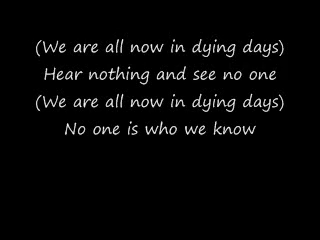 (We are all now in dying days)
Hear nothing and see no one
(We are all now in dying days)
No one is who we know